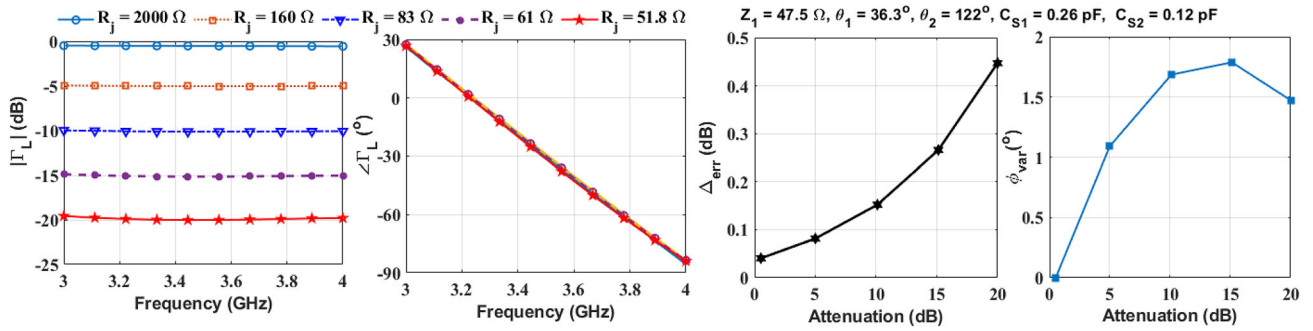 R_j = 2000 Ω R_j = 160 Ω R_j = 83 Ω R_j = 61 Ω R_j = 51.8 Ω
Z_1 = 47.5 Ω, θ_1 = 36.3°, θ_2 = 122°, C_S1 = 0.26 pF, C_S2 = 0.12 pF
|Γ_L| (dB)
0
-5
-10
-15
-20
-25
3 3.2 3.4 3.6 3.8 4
Frequency (GHz)
∠Γ_L (°)
30
0
-30
-60
-90
3 3.2 3.4 3.6 3.8 4
Frequency (GHz)
Δ_err (dB)
0.5
0.4
0.3
0.2
0.1
0
0 5 10 15 20
Attenuation (dB)
ϕ_var(°)
2
1.5
1
0.5
0
0 5 10 15 20
Attenuation (dB)